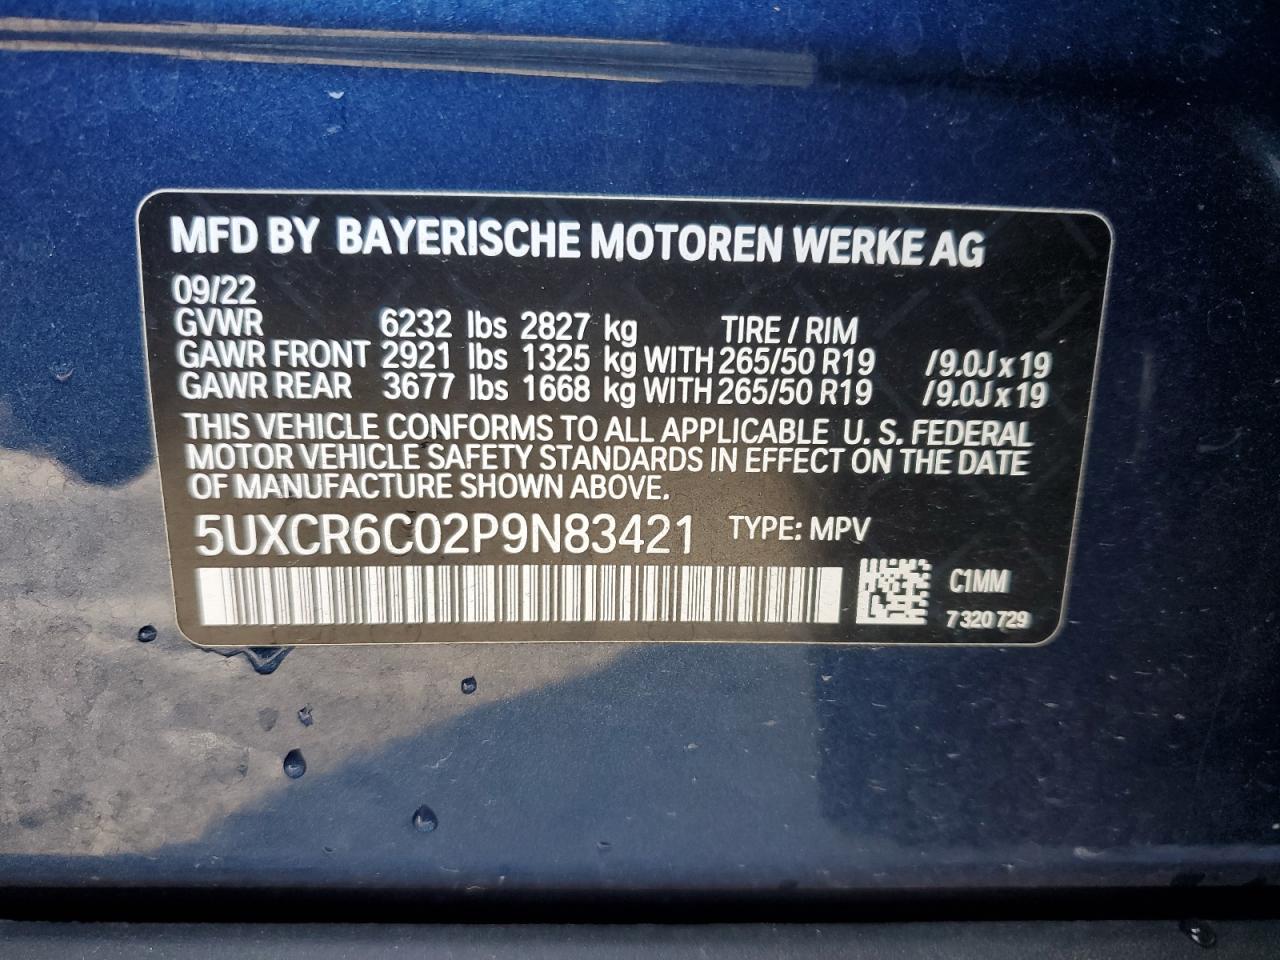 MFD BY BAYERISCHE MOTOREN WERKE AG
09/22
GVWR 6232 lbs 2827 kg TIRE / RIM
GAWR FRONT 2921 lbs 1325 kg WITH 265/50 R19 /9.0J x 19
GAWR REAR 3677 lbs 1668 kg WITH 265/50 R19 /9.0J x 19
THIS VEHICLE CONFORMS TO ALL APPLICABLE U. S. FEDERAL
MOTOR VEHICLE SAFETY STANDARDS IN EFFECT ON THE DATE
OF MANUFACTURE SHOWN ABOVE.
5UXCR6C02P9N83421 TYPE: MPV
C1MM
7 320 729